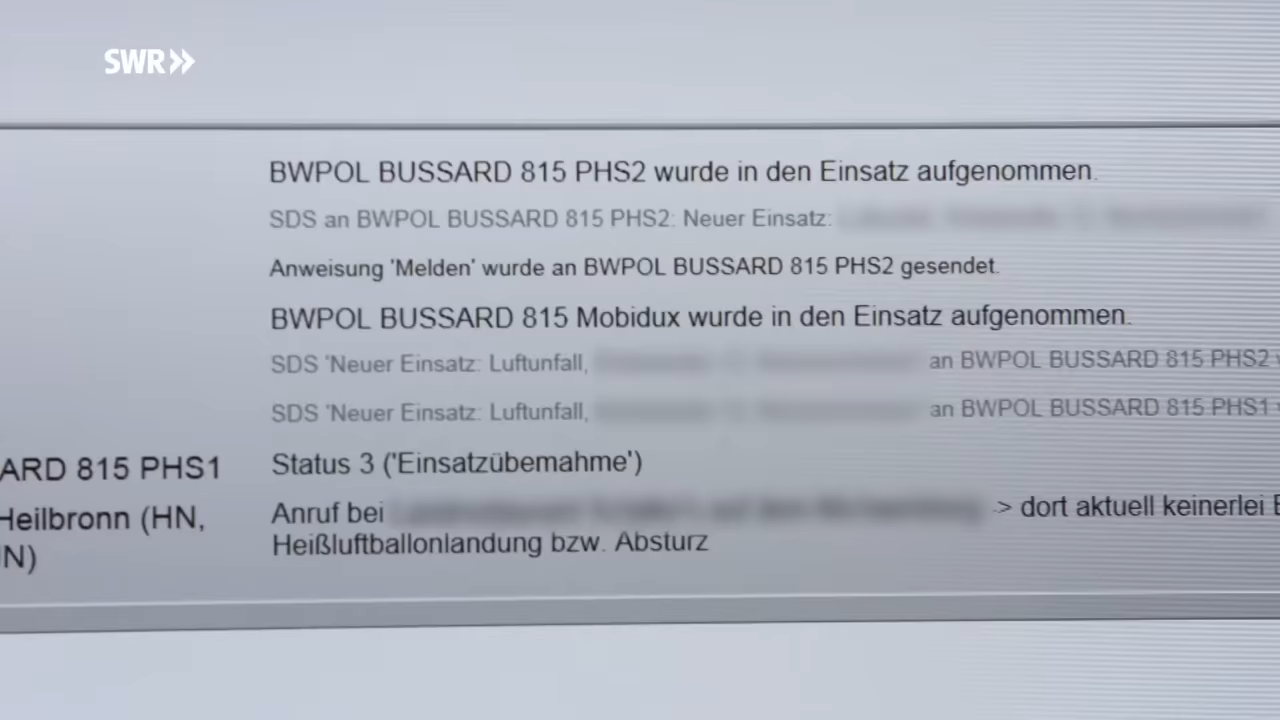 SWR
BWPOL BUSSARD 815 PHS2 wurde in den Einsatz aufgenommen.
SDS an BWPOL BUSSARD 815 PHS2: Neuer Einsatz:
Anweisung 'Melden' wurde an BWPOL BUSSARD 815 PHS2 gesendet.
BWPOL BUSSARD 815 Mobidux wurde in den Einsatz aufgenommen.
SDS 'Neuer Einsatz: Luftunfall, an BWPOL BUSSARD 815 PHS2
SDS 'Neuer Einsatz: Luftunfall, an BWPOL BUSSARD 815 PHS1
ARD 815 PHS1 Status 3 ('Einsatzübernahme')
Heilbronn (HN, Anruf bei > dort aktuell keinerlei E
N) Heißluftballonlandung bzw. Absturz